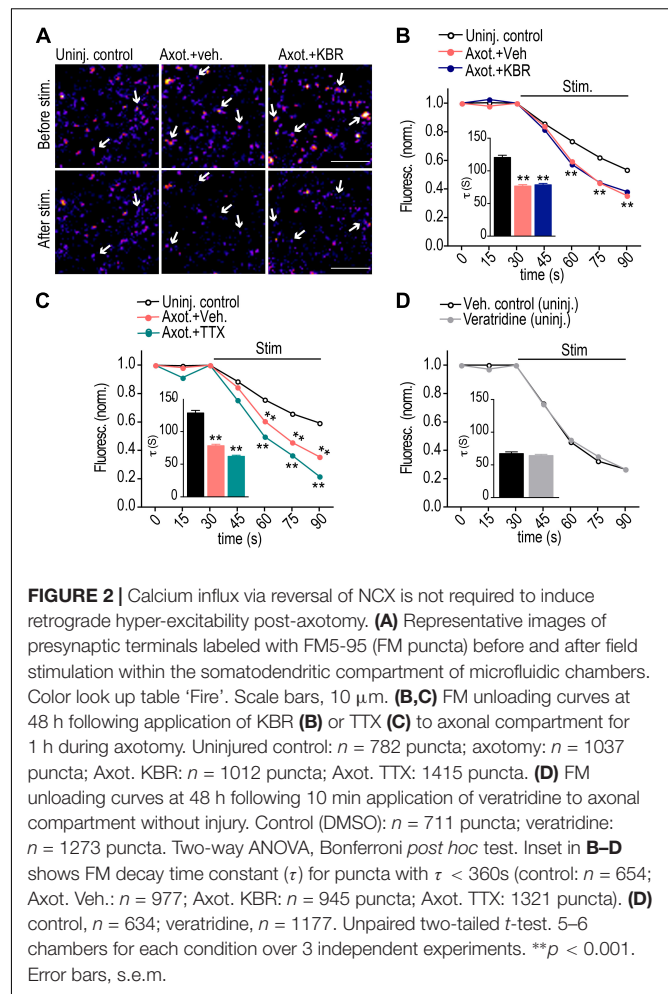 A
Uninj. control Axot.+veh. Axot.+KBR
Before stim.
After stim.
B
Uninj. control
Axot.+Veh
Axot.+KBR
Stim.
Fluoresc. (norm.)
1.0
0.8
0.6
0.4
0.2
0.0
τ (S)
150
100
50
0
** **
**
**
**
0 15 30 45 60 75 90
time (s)
C
Uninj. control
Axot.+Veh.
Axot.+TTX
Stim
Fluoresc. (norm.)
1.0
0.8
0.6
0.4
0.2
0.0
τ (S)
150
100
50
0
** **
** ** **
** ** **
0 15 30 45 60 75 90
time (s)
D
Veh. control (uninj.)
Veratridine (uninj.)
Stim
Fluoresc. (norm.)
1.0
0.8
0.6
0.4
0.2
0.0
τ (S)
150
100
50
0
0 15 30 45 60 75 90
time (s)
FIGURE 2 | Calcium influx via reversal of NCX is not required to induce
retrograde hyper-excitability post-axotomy. (A) Representative images of
presynaptic terminals labeled with FM5-95 (FM puncta) before and after field
stimulation within the somatodendritic compartment of microfluidic chambers.
Color look up table ‘Fire’. Scale bars, 10 μm. (B,C) FM unloading curves at
48 h following application of KBR (B) or TTX (C) to axonal compartment for
1 h during axotomy. Uninjured control: n = 782 puncta; axotomy: n = 1037
puncta; Axot. KBR: n = 1012 puncta; Axot. TTX: 1415 puncta. (D) FM
unloading curves at 48 h following 10 min application of veratridine to axonal
compartment without injury. Control (DMSO): n = 711 puncta; veratridine:
n = 1273 puncta. Two-way ANOVA, Bonferroni post hoc test. Inset in B–D
shows FM decay time constant (τ) for puncta with τ < 360s (control: n = 654;
Axot. Veh.: n = 977; Axot. KBR: n = 945 puncta; Axot. TTX: 1321 puncta). (D)
control, n = 634; veratridine, n = 1177. Unpaired two-tailed t-test. 5–6
chambers for each condition over 3 independent experiments. **p < 0.001.
Error bars, s.e.m.